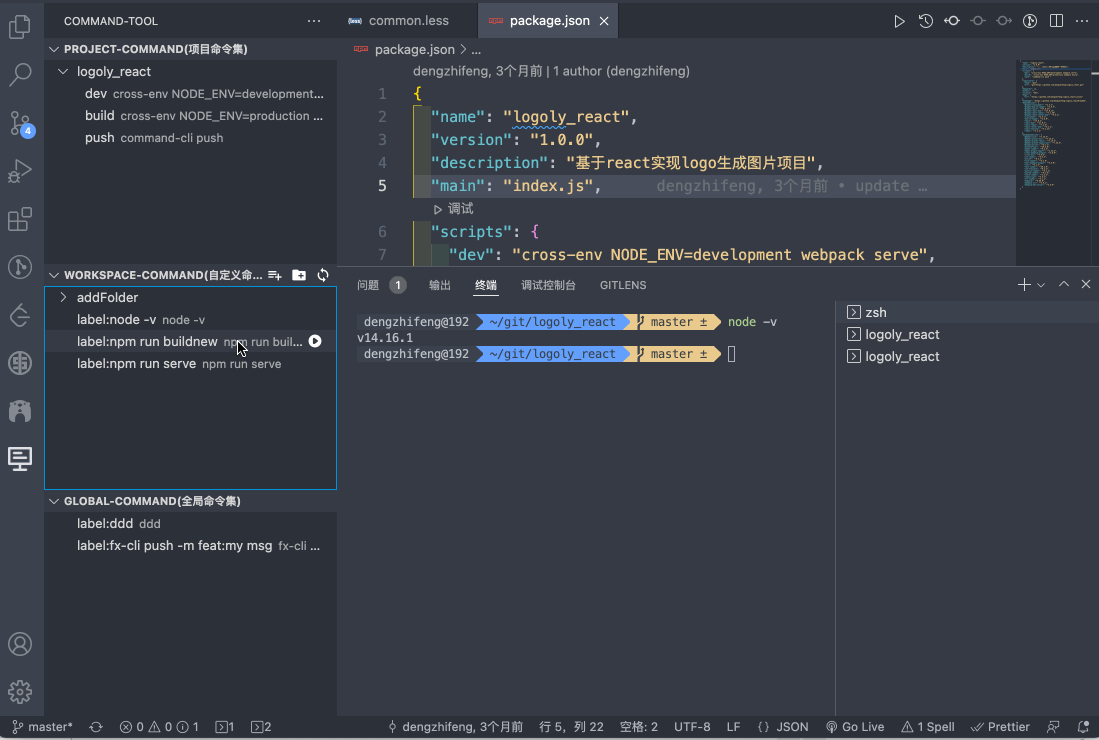 COMMAND-TOOL
PROJECT-COMMAND(项目命令集)
logoly_react
dev cross-env NODE_ENV=development...
build cross-env NODE_ENV=production ...
push command-cli push
4
WORKSPACE-COMMAND(自定义命...
addFolder
label:node -v node -v
label:npm run buildnew npm run buil...
label:npm run serve npm run serve
GLOBAL-COMMAND(全局命令集)
label:ddd ddd
label:fx-cli push -m feat:my msg fx-cli ...
common.less
package.json
package.json > ...
dengzhifeng, 3个月前 | 1 author (dengzhifeng)
1 {
2 "name": "logoly_react",
3 "version": "1.0.0",
4 "description": "基于react实现logo生成图片项目",
5 "main": "index.js", dengzhifeng, 3个月前 • update …
调试
6 "scripts": {
7 "dev": "cross-env NODE_ENV=development webpack serve",
问题 1 输出 终端 调试控制台 GITLENS
dengzhifeng@192 ~/git/logoly_react master ± node -v
v14.16.1
dengzhifeng@192 ~/git/logoly_react master ±
zsh
logoly_react
logoly_react
master* 0 0 1 1 2 dengzhifeng, 3个月前 行 5，列 22 空格: 2 UTF-8 LF {} JSON Go Live 1 Spell Prettier